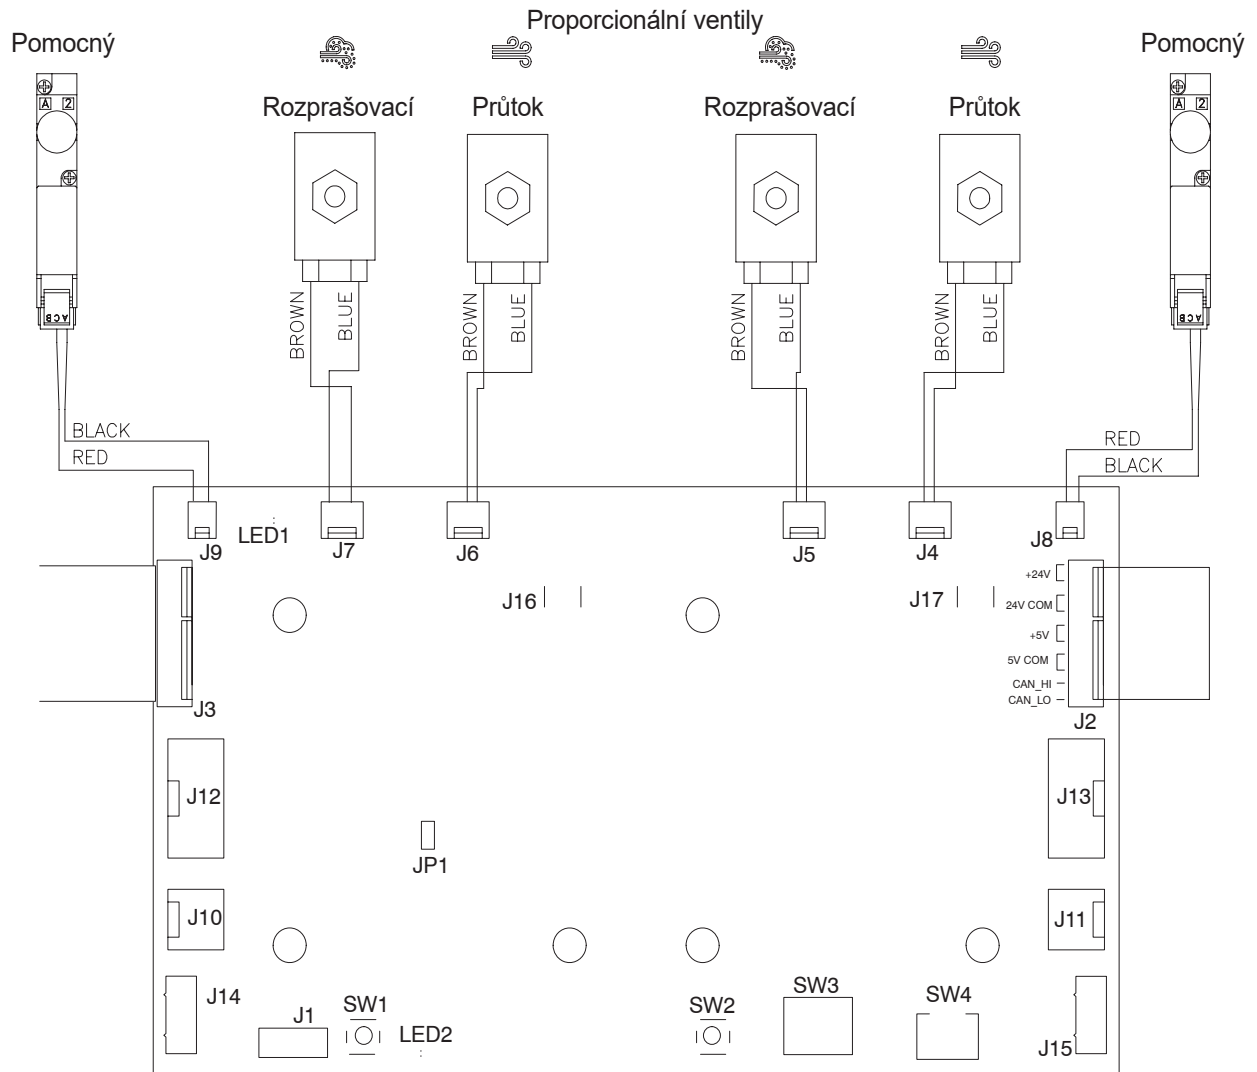 Proporcionální ventily
Pomocný
Pomocný
Rozprašovací
Průtok
Rozprašovací
Průtok
A 2
A 2
BROWN
BLUE
BROWN
BLUE
BROWN
BLUE
BROWN
BLUE
ACB
ACB
BLACK
RED
RED
BLACK
J9
LED1
J7
J6
J5
J4
J8
J16
J17
+24V
24V COM
+5V
5V COM
CAN_HI
CAN_LO
J3
J2
J12
J13
JP1
J10
J11
J14
J1
SW1
LED2
SW2
SW3
SW4
J15